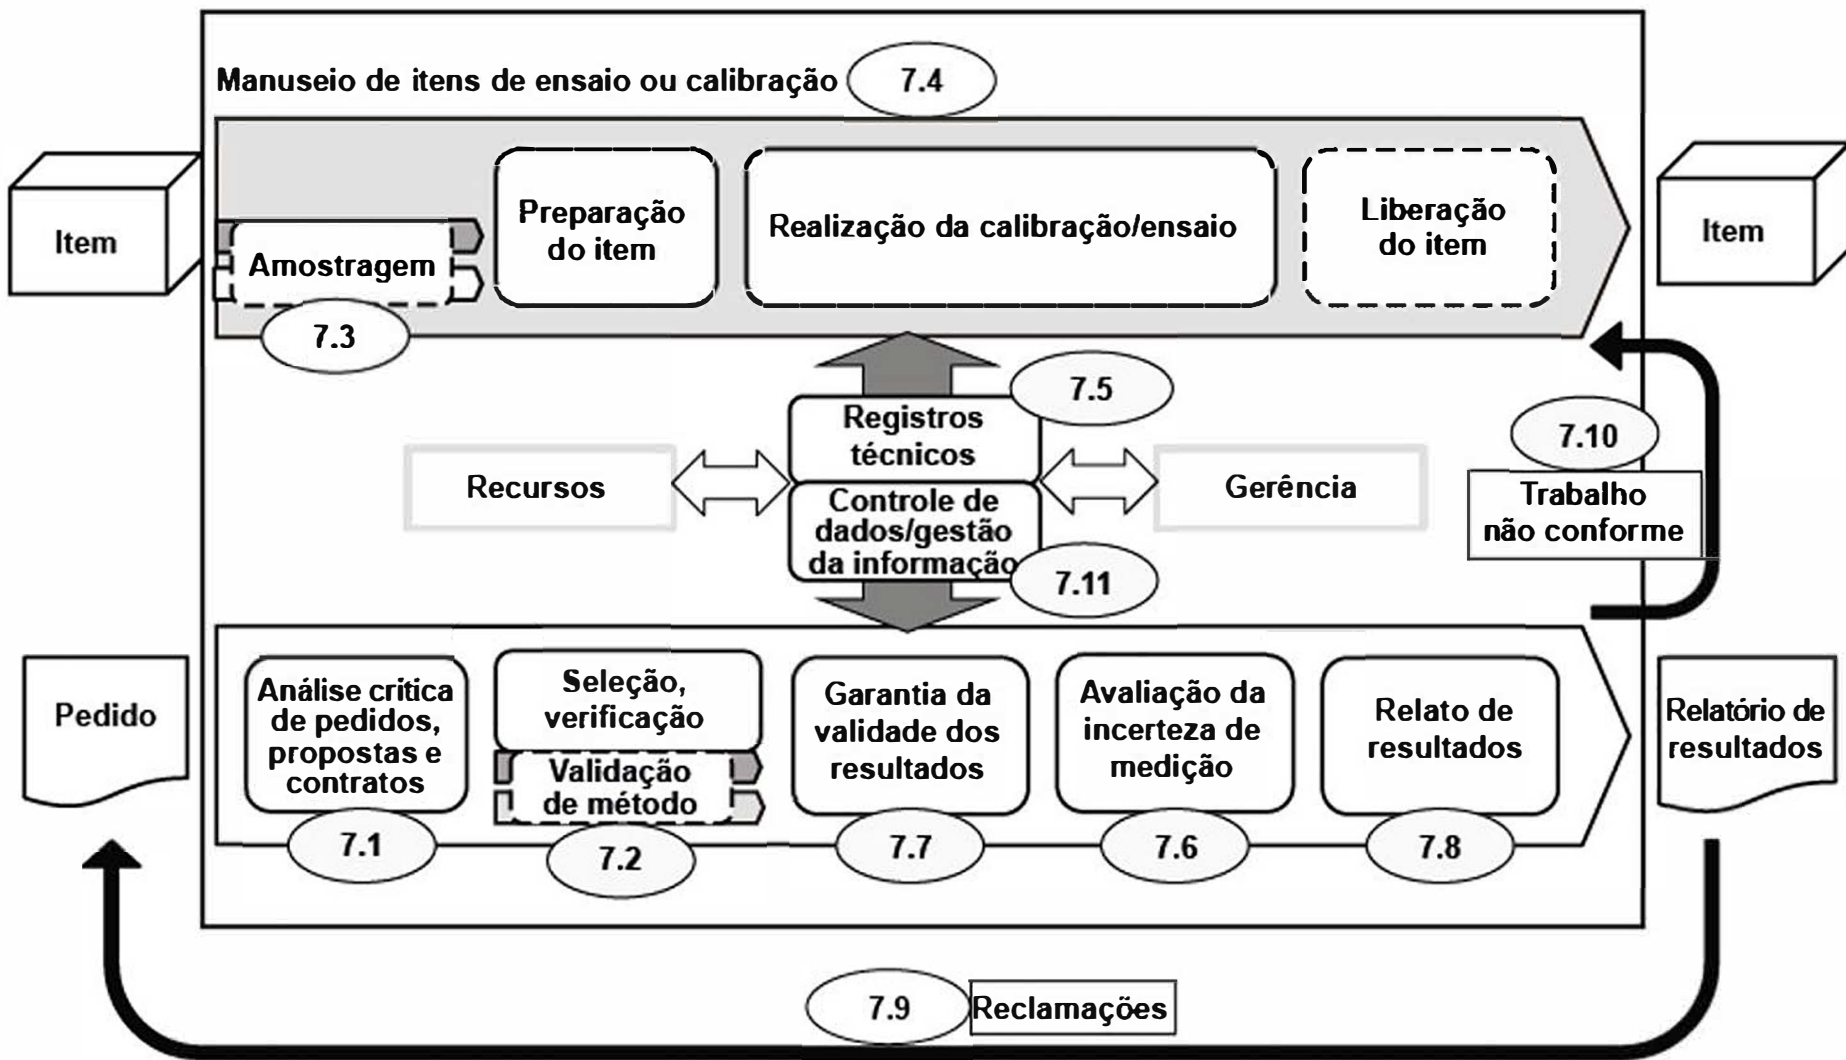 Manuseio de itens de ensaio ou calibração
7.4
Item
Amostragem
7.3
Preparação
do item
Realização da calibração/ensaio
Liberação
do item
Item
7.5
Registros
técnicos
Recursos
Gerência
Controle de
dados/gestão
da informação
7.11
7.10
Trabalho
não conforme
Pedido
Análise critica
de pedidos,
propostas e
contratos
7.1
Seleção,
verificação
Validação
de método
7.2
Garantia da
validade dos
resultados
7.7
Avaliação da
incerteza de
medição
7.6
Relato de
resultados
7.8
Relatório de
resultados
7.9
Reclamações